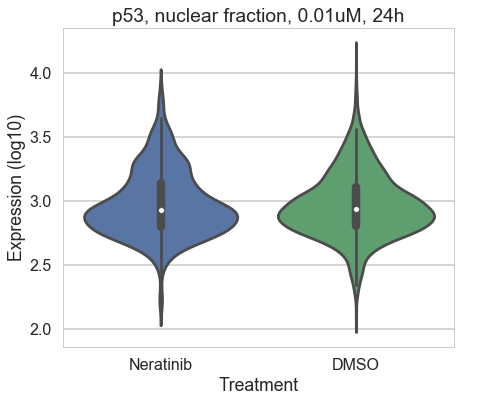 p53, nuclear fraction, 0.01uM, 24h
Expression (log10)
4.0
3.5
3.0
2.5
2.0
Neratinib DMSO
Treatment